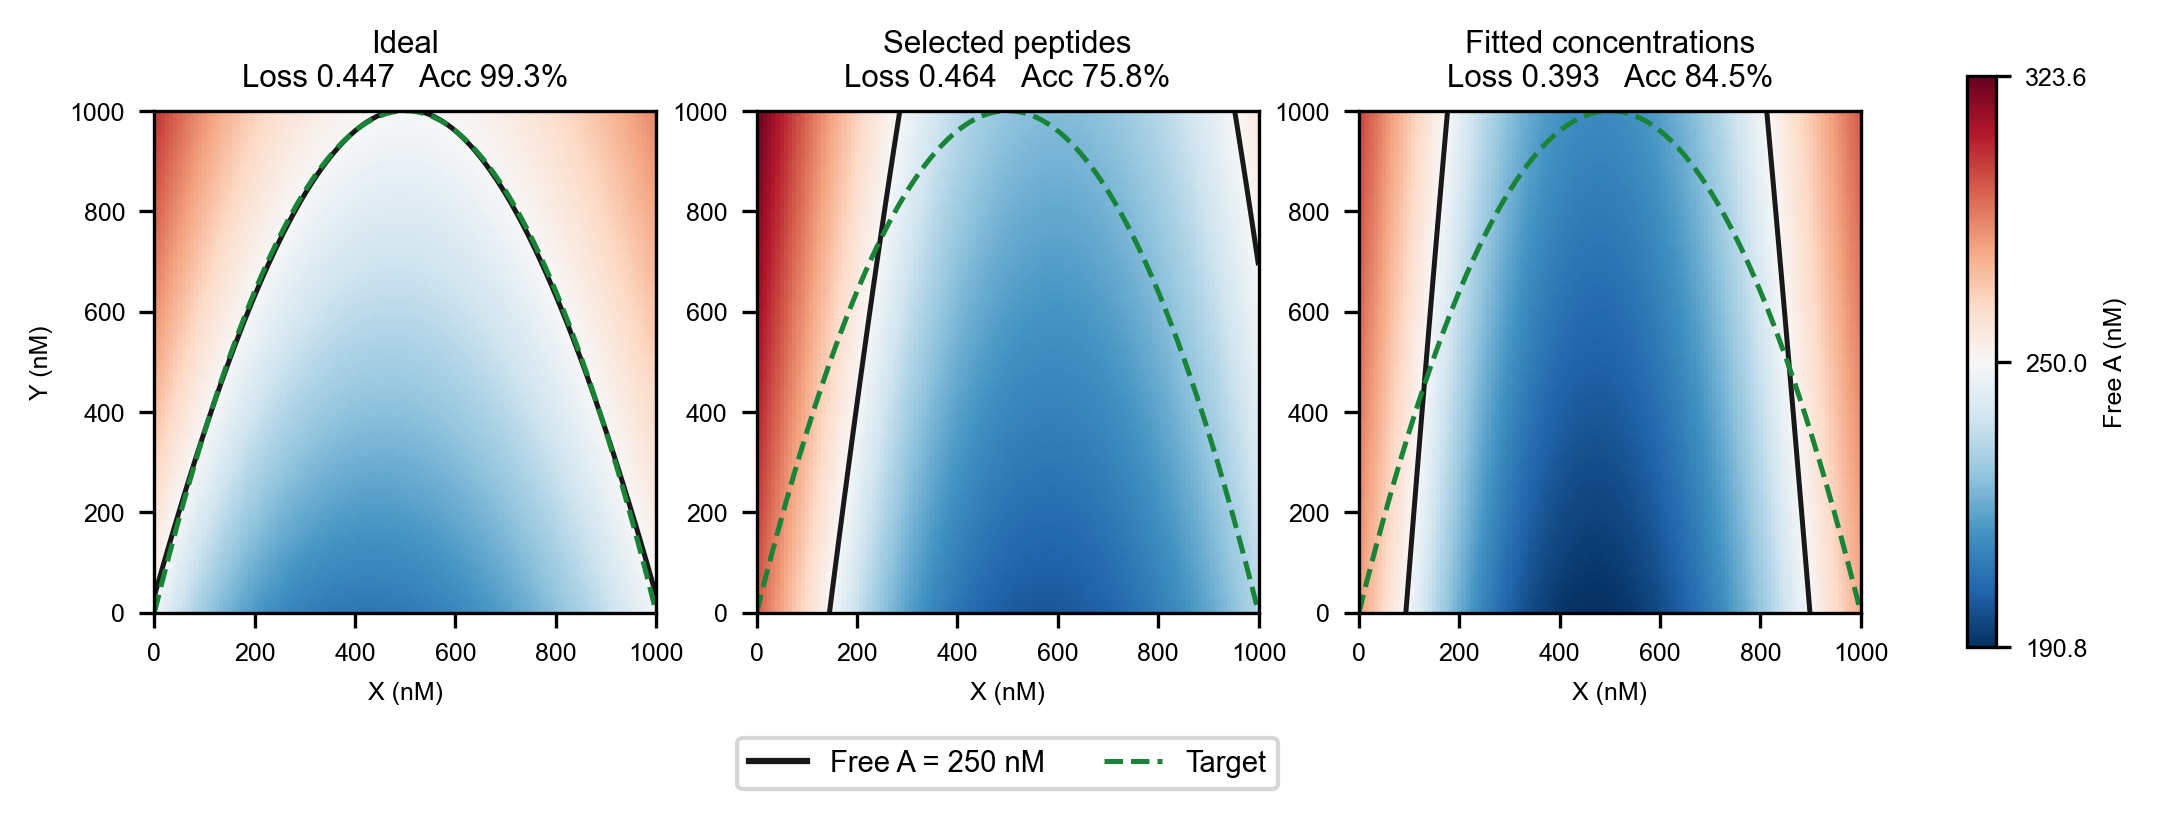 Ideal
Loss 0.447   Acc 99.3%
Selected peptides
Loss 0.464   Acc 75.8%
Fitted concentrations
Loss 0.393   Acc 84.5%
Y (nM)
1000
800
600
400
200
0
0 200 400 600 800 1000
X (nM)
1000
800
600
400
200
0
0 200 400 600 800 1000
X (nM)
1000
800
600
400
200
0
0 200 400 600 800 1000
X (nM)
323.6
250.0
190.8
Free A (nM)
Free A = 250 nM
Target